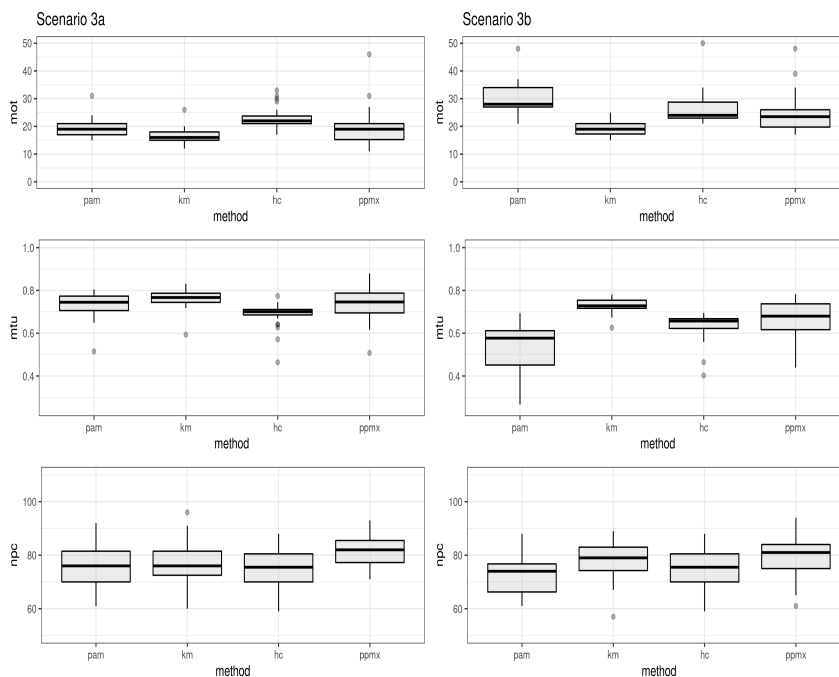 Scenario 3a
Scenario 3b
mot
50
40
30
20
10
0
pam km hc ppmx
method
mot
50
40
30
20
10
0
pam km hc ppmx
method
mtu
1.0
0.8
0.6
0.4
pam km hc ppmx
method
mtu
1.0
0.8
0.6
0.4
pam km hc ppmx
method
npc
100
80
60
pam km hc ppmx
method
npc
100
80
60
pam km hc ppmx
method